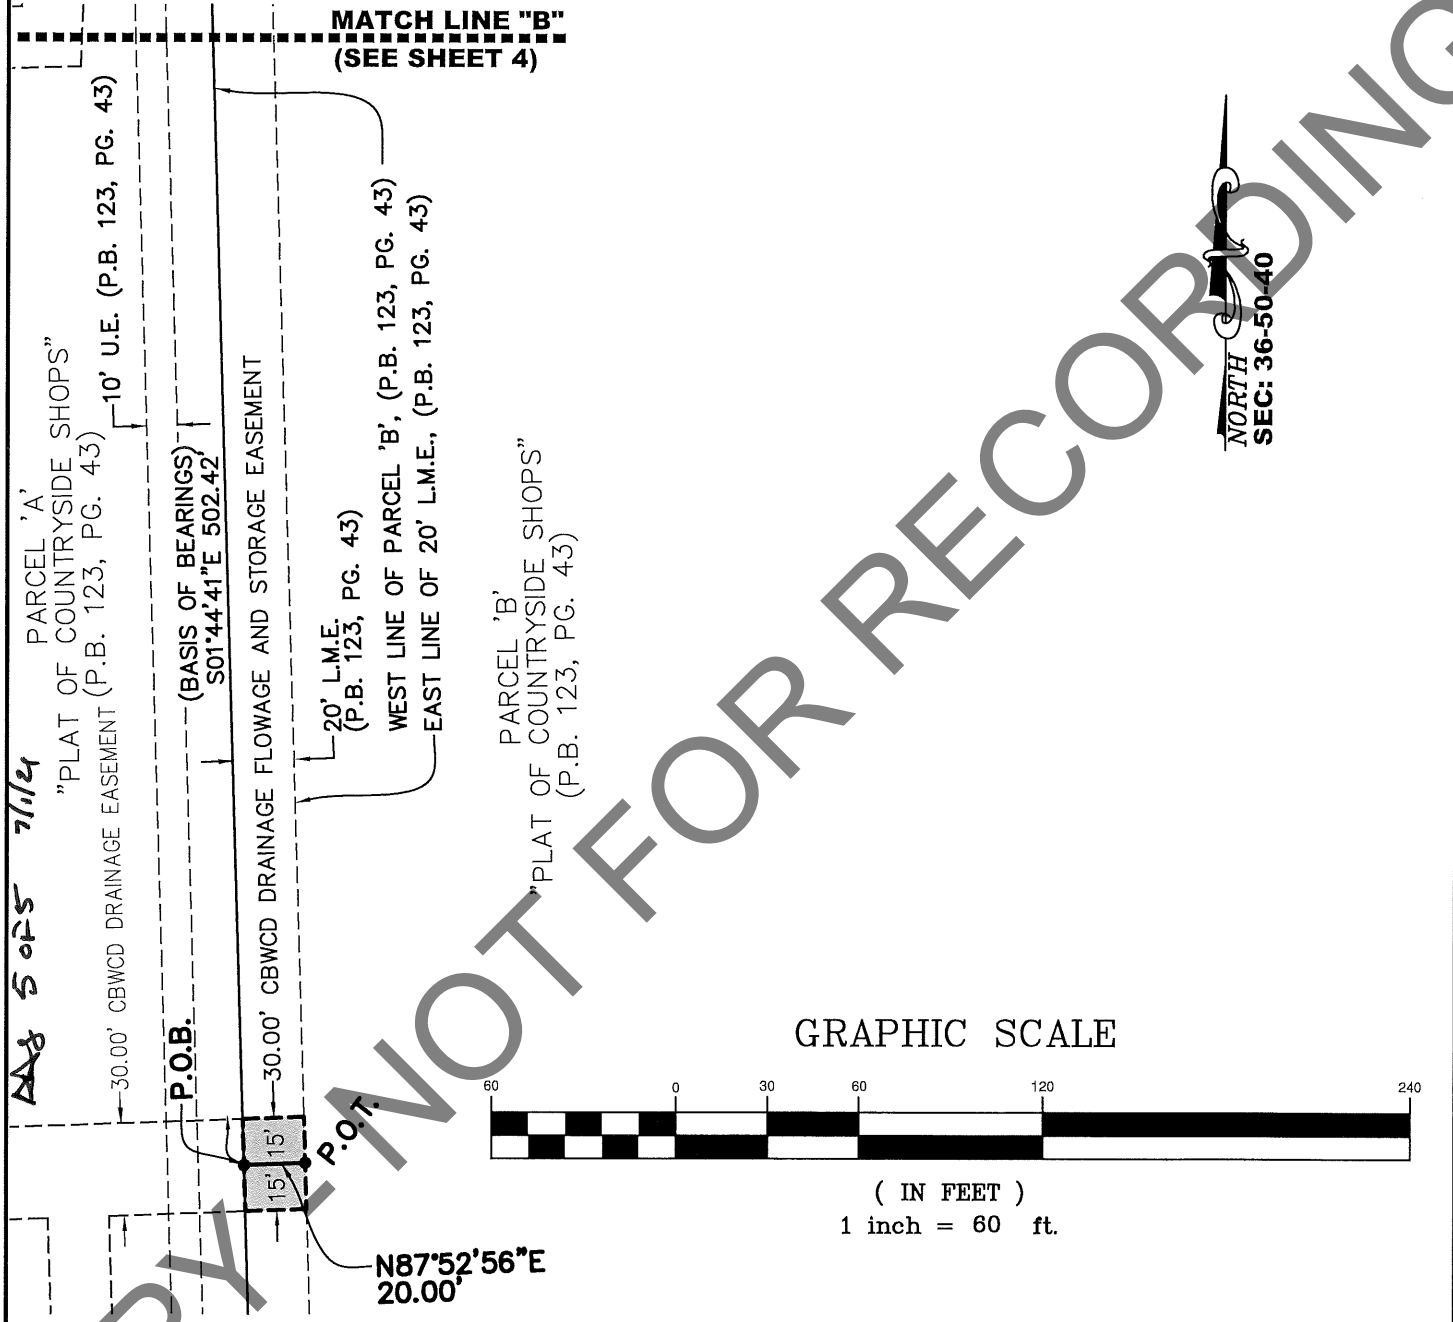 MATCH LINE "B"
(SEE SHEET 4)
10' U.E. (P.B. 123, PG. 43)
PARCEL 'A'
"PLAT OF COUNTRYSIDE SHOPS"
(P.B. 123, PG. 43)
30.00' CBWCD DRAINAGE EASEMENT
(BASIS OF BEARINGS)
S01°44'41"E 502.42'
30.00' CBWCD DRAINAGE FLOWAGE AND STORAGE EASEMENT
20' L.M.E.
(P.B. 123, PG. 43)
WEST LINE OF PARCEL 'B', (P.B. 123, PG. 43)
EAST LINE OF 20' L.M.E., (P.B. 123, PG. 43)
PARCEL 'B'
"PLAT OF COUNTRYSIDE SHOPS"
(P.B. 123, PG. 43)
NORTH
SEC: 36-50-40
5 OF 5 7/1/21
P.O.B.
P.O.T.
15'
15'
N87°52'56"E
20.00'
GRAPHIC SCALE
60 0 30 60 120 240
( IN FEET )
1 inch = 60 ft.
PY - NOT FOR RECORDING